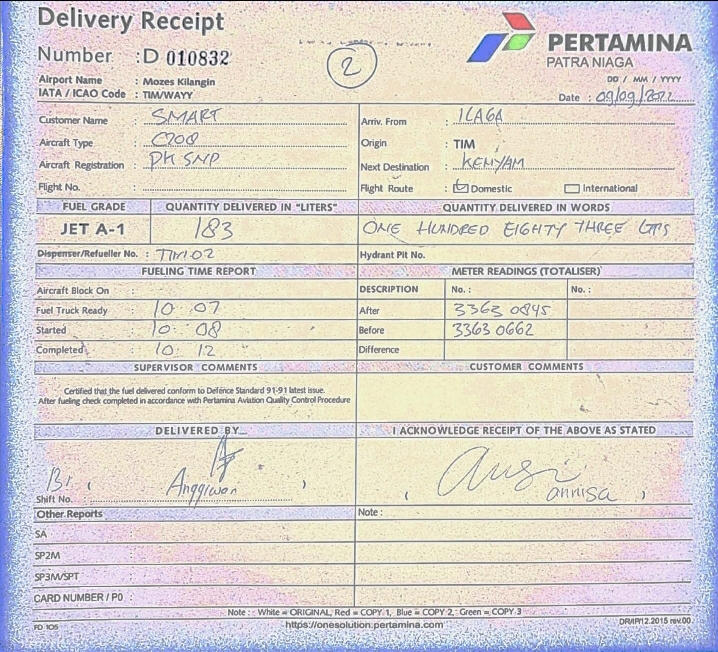 Delivery Receipt
Number : D 010832
2
PERTAMINA
PATRA NIAGA
Airport Name : Mozes Kilangin
IATA / ICAO Code : TIM/WAYY
DD / MM / YYYY
Date : 09/09/2022
Customer Name : SMART
Arriv. From : ILAGA
Aircraft Type : C208
Origin : TIM
Aircraft Registration : PK SNP
Next Destination : KENYAM
Flight No. :
Flight Route : ☑ Domestic ☐ International
FUEL GRADE QUANTITY DELIVERED IN "LITERS" QUANTITY DELIVERED IN WORDS
JET A-1 183 ONE HUNDRED EIGHTY THREE LTS
Dispenser/Refueller No. : TIM 02 Hydrant Pit No.
FUELING TIME REPORT METER READINGS (TOTALISER)
Aircraft Block On : DESCRIPTION No. : No. :
Fuel Truck Ready : 10 : 07 After 3363 0845
Started : 10 : 08 Before 3363 0662
Completed : 10 : 12 Difference
SUPERVISOR COMMENTS CUSTOMER COMMENTS
Certified that the fuel delivered conform to Defence Standard 91-91 latest issue.
After fueling check completed in accordance with Pertamina Aviation Quality Control Procedure
DELIVERED BY I ACKNOWLEDGE RECEIPT OF THE ABOVE AS STATED
Anggiwan
annisa
Shift No. : ( ) ( )
Other Reports Note :
SA :
SP2M :
SP3M/SPT :
CARD NUMBER / PO :
Note : White = ORIGINAL, Red = COPY 1, Blue = COPY 2, Green = COPY 3
https://onesolution.pertamina.com/
FD 105
DR/API12.2015 rev.00